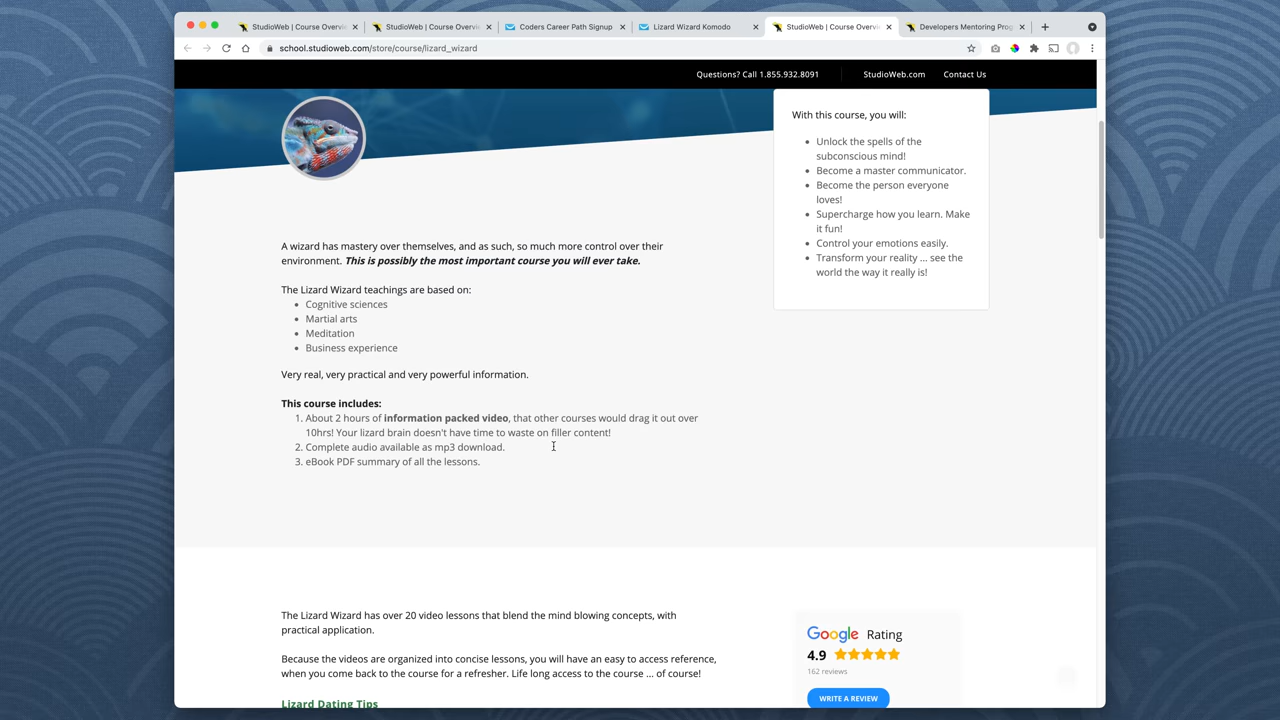 StudioWeb | Course Overvie
StudioWeb | Course Overvie
Coders Career Path Signup
Lizard Wizard Komodo
StudioWeb | Course Overvie
Developers Mentoring Prog
school.studioweb.com/store/course/lizard_wizard
Questions? Call 1.855.932.8091
StudioWeb.com
Contact Us
A wizard has mastery over themselves, and as such, so much more control over their
environment. This is possibly the most important course you will ever take.
The Lizard Wizard teachings are based on:
• Cognitive sciences
• Martial arts
• Meditation
• Business experience
Very real, very practical and very powerful information.
This course includes:
1. About 2 hours of information packed video, that other courses would drag it out over
10hrs! Your lizard brain doesn't have time to waste on filler content!
2. Complete audio available as mp3 download.
3. eBook PDF summary of all the lessons.
With this course, you will:
• Unlock the spells of the
subconscious mind!
• Become a master communicator.
• Become the person everyone
loves!
• Supercharge how you learn. Make
it fun!
• Control your emotions easily.
• Transform your reality ... see the
world the way it really is!
The Lizard Wizard has over 20 video lessons that blend the mind blowing concepts, with
practical application.
Because the videos are organized into concise lessons, you will have an easy to access reference,
when you come back to the course for a refresher. Life long access to the course ... of course!
Lizard Dating Tips
Google Rating
4.9
162 reviews
WRITE A REVIEW